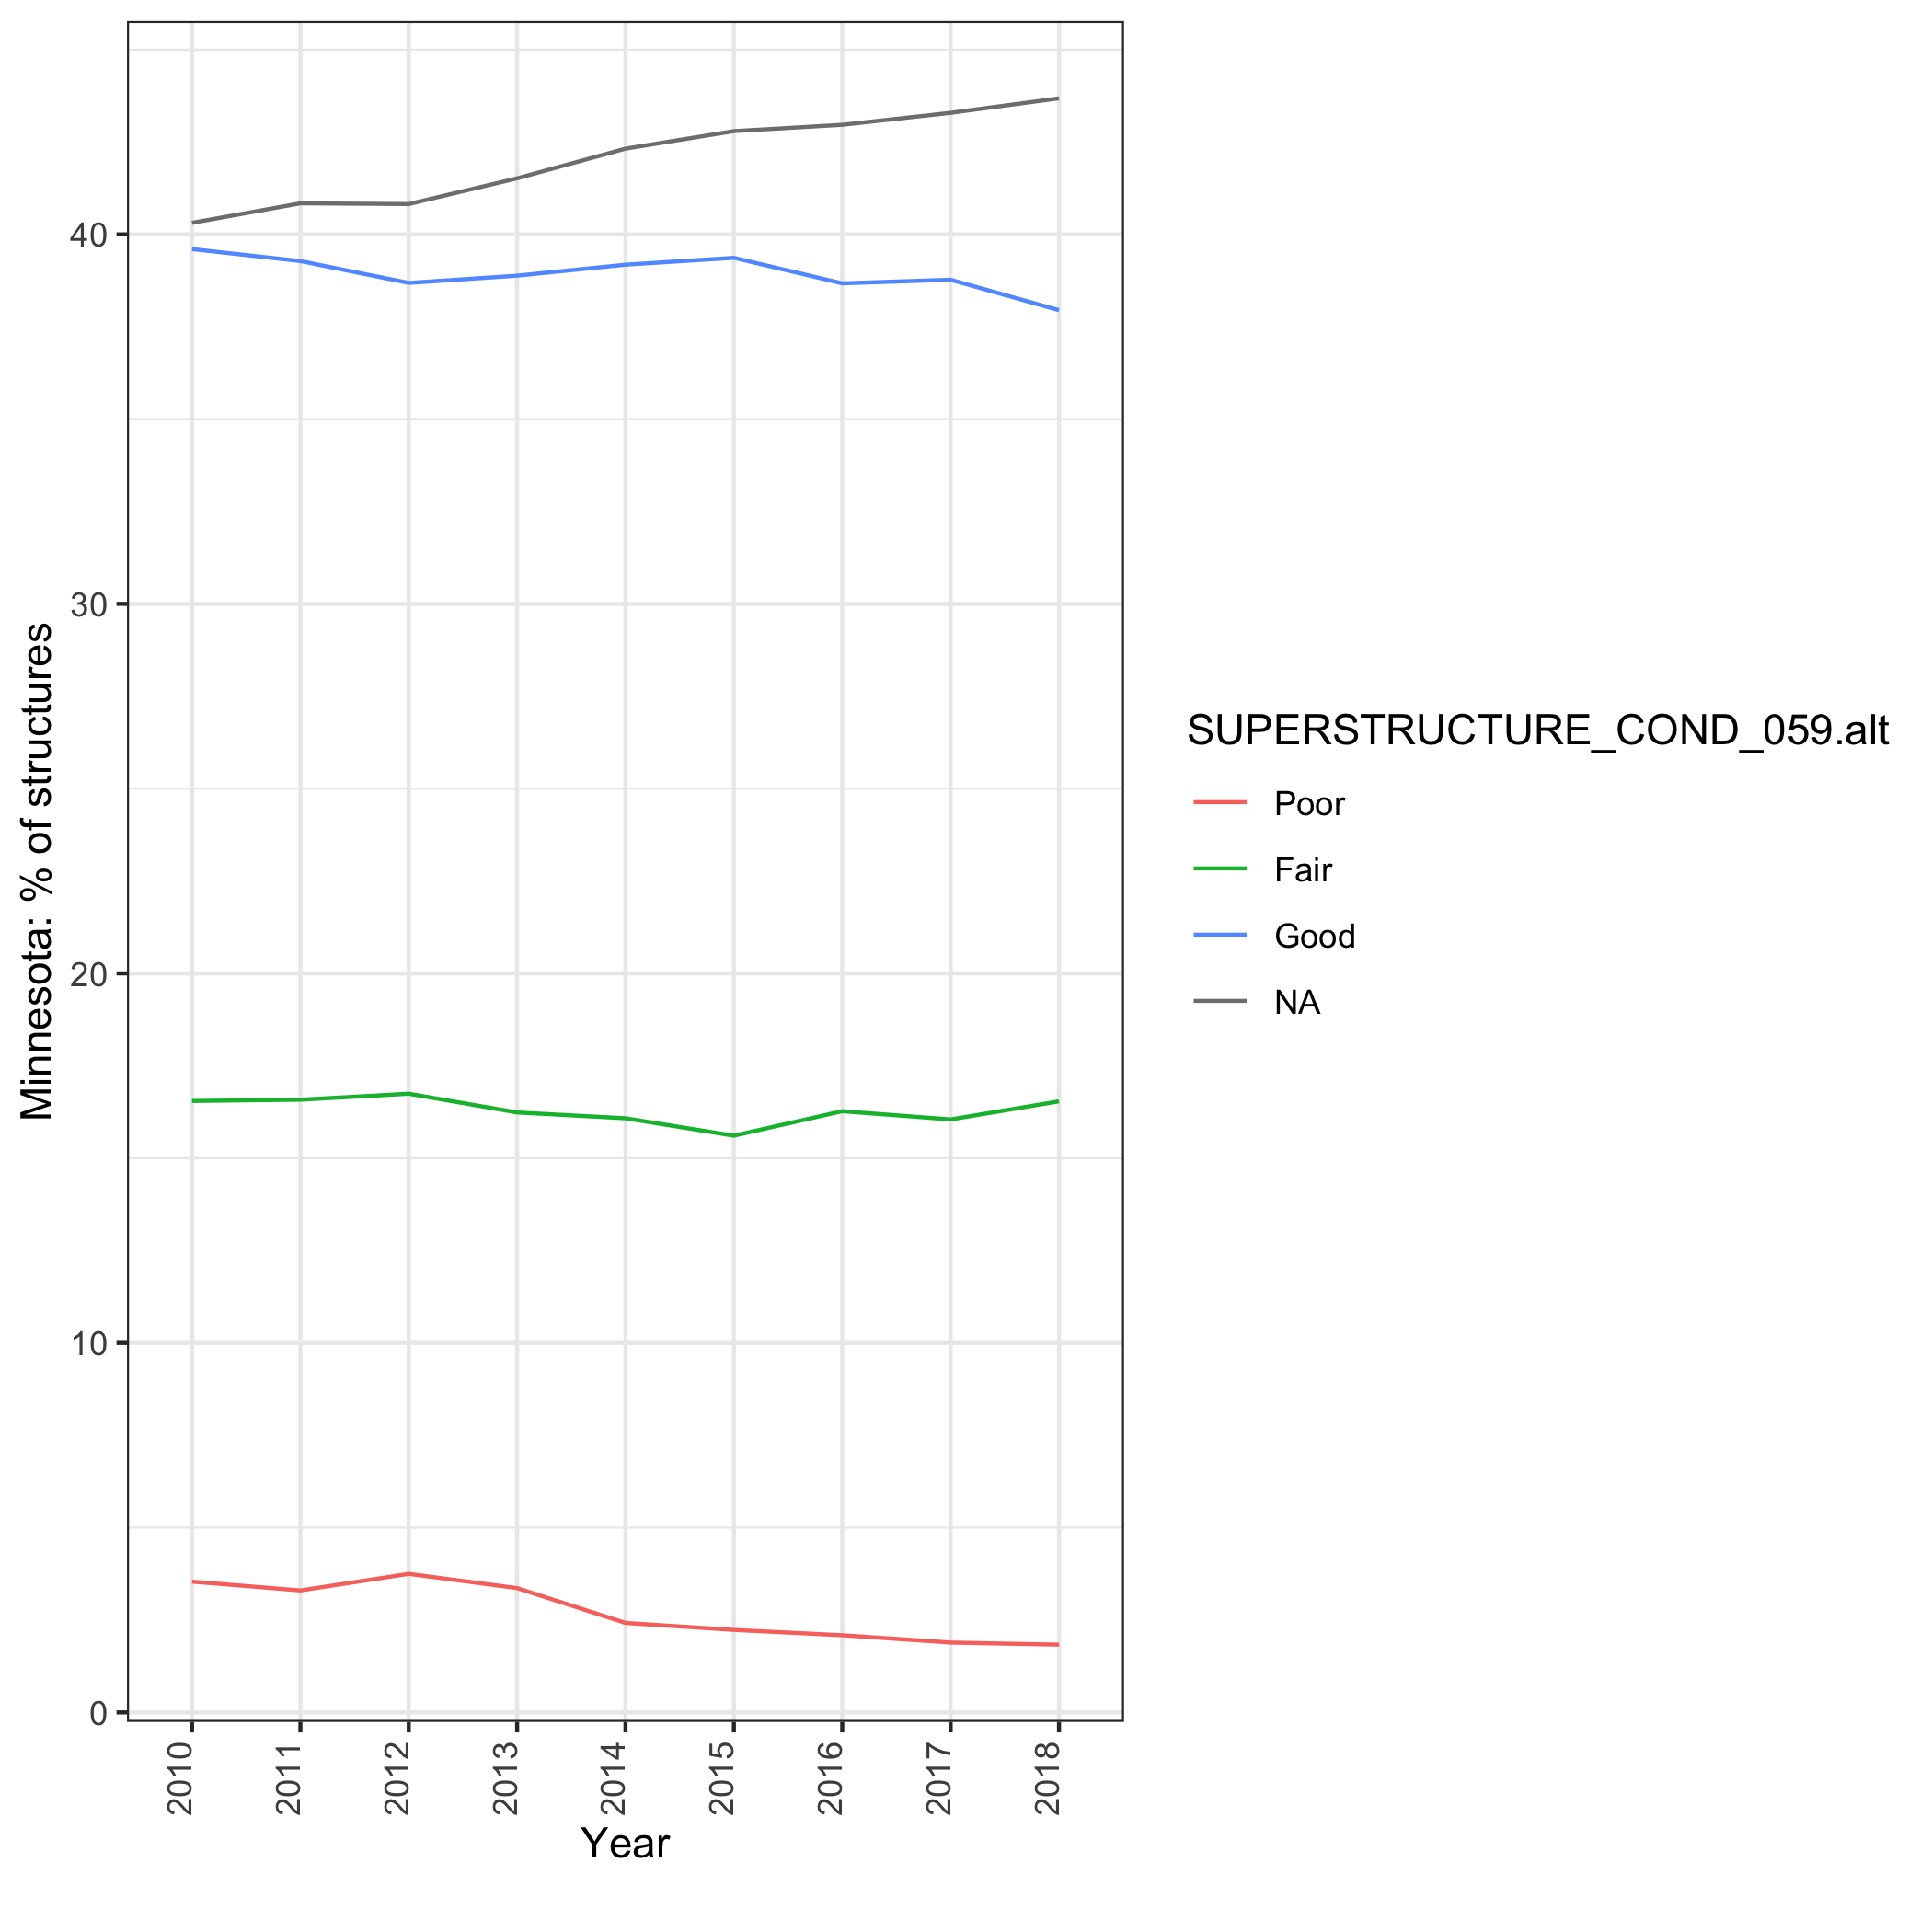 Minnesota: % of structures
40
30
20
10
0
2010
2011
2012
2013
2014
2015
2016
2017
2018
Year
SUPERSTRUCTURE_COND_059.alt
Poor
Fair
Good
NA